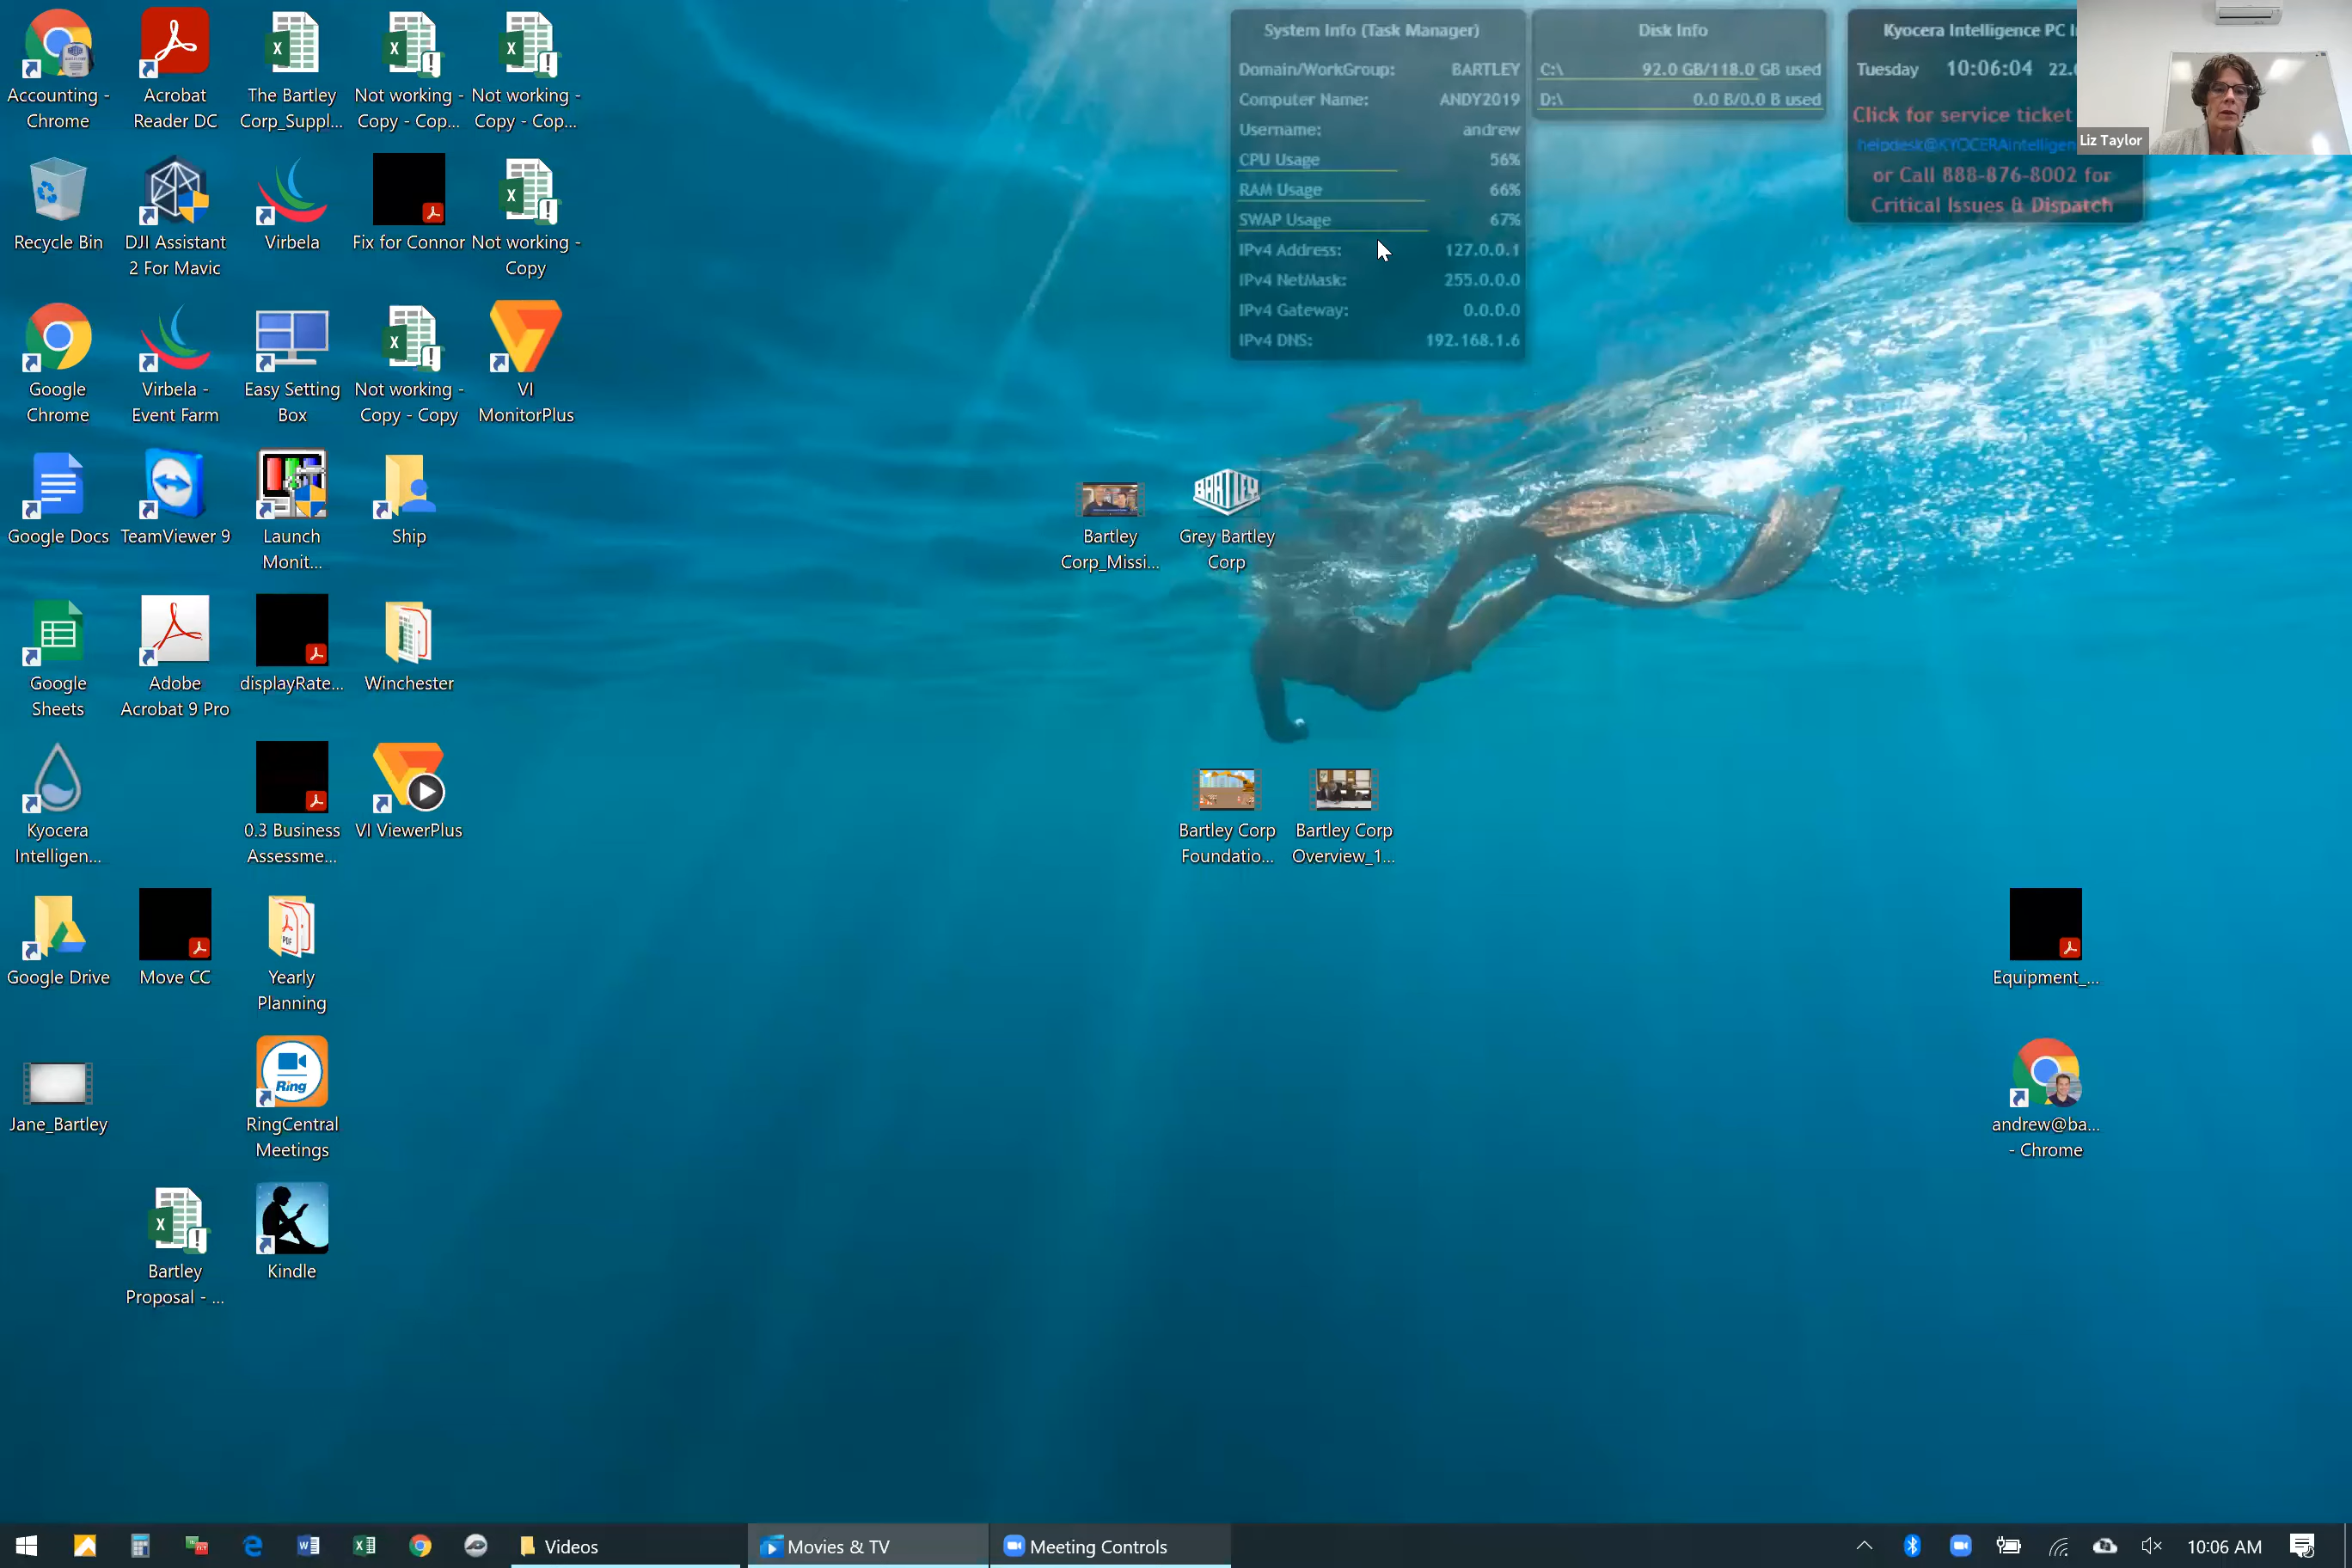 Accounting -
Chrome
Acrobat
Reader DC
The Bartley
Corp_Suppl...
Not working -
Copy - Cop...
Not working -
Copy - Cop...
Recycle Bin
DJI Assistant
2 For Mavic
Virbela
Fix for Connor
Not working -
Copy
Google
Chrome
Virbela -
Event Farm
Easy Setting
Box
Not working -
Copy - Copy
VI
MonitorPlus
Google Docs
TeamViewer 9
Launch
Monit...
Ship
Google
Sheets
Adobe
Acrobat 9 Pro
displayRate...
Winchester
Kyocera
Intelligen...
0.3 Business
Assessme...
VI ViewerPlus
Google Drive
Move CC
Yearly
Planning
Jane_Bartley
Ring
RingCentral
Meetings
Bartley
Proposal - ...
Kindle
System Info (Task Manager)
Domain/WorkGroup: BARTLEY
Computer Name: ANDY2019
Username: andrew
CPU Usage 56%
RAM Usage 66%
SWAP Usage 67%
IPv4 Address: 127.0.0.1
IPv4 NetMask: 255.0.0.0
IPv4 Gateway: 0.0.0.0
IPv4 DNS: 192.168.1.6
Disk Info
C:\ 92.0 GB/118.0 GB used
D:\ 0.0 B/0.0 B used
Kyocera Intelligence PC
Tuesday 10:06:04 22.
Click for service ticket
helpdesk@KYOCERAintelligen
or Call 888-876-8002 for
Critical Issues & Dispatch
Liz Taylor
BARTLEY
Bartley
Corp_Missi...
Grey Bartley
Corp
Bartley Corp
Foundatio...
Bartley Corp
Overview_1...
Equipment_...
andrew@ba...
- Chrome
Videos
Movies & TV
Meeting Controls
10:06 AM